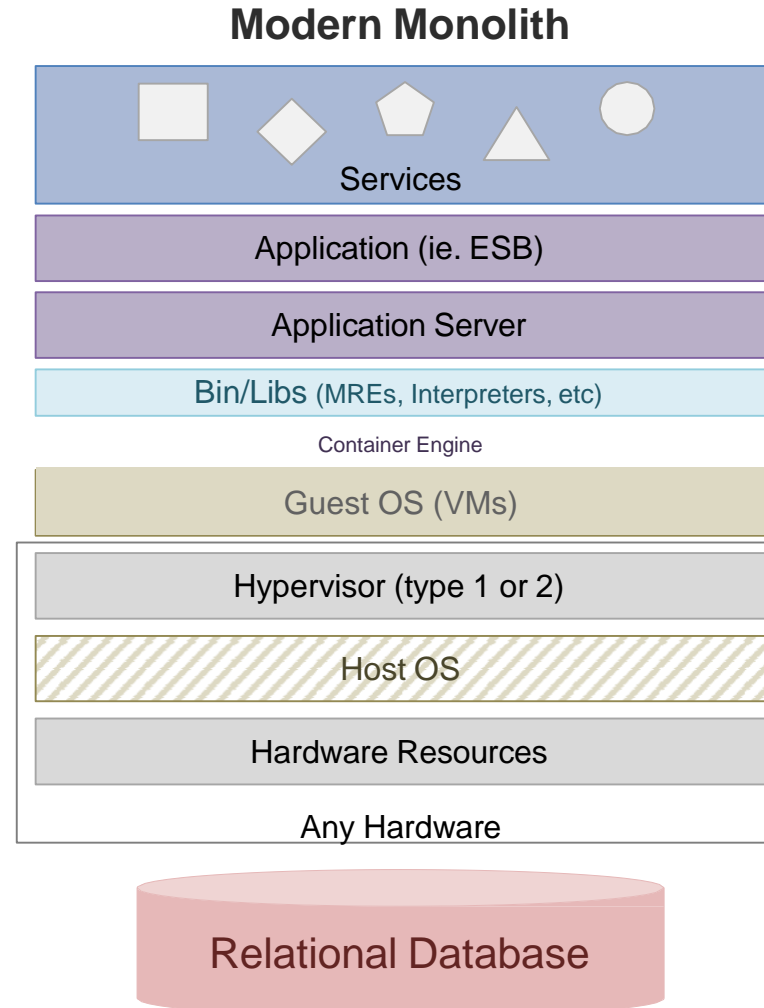 Modern Monolith
Services
Application (ie. ESB)
Application Server
Bin/Libs (MREs, Interpreters, etc)
Container Engine
Guest OS (VMs)
Hypervisor (type 1 or 2)
Host OS
Hardware Resources
Any Hardware
Relational Database